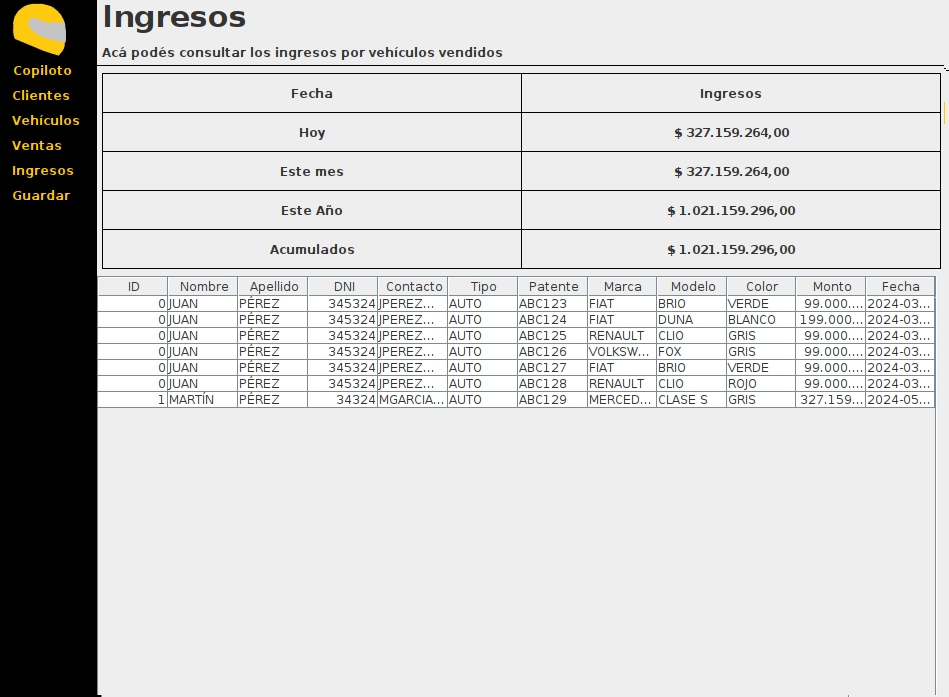 Ingresos
Acá podés consultar los ingresos por vehículos vendidos
Copiloto
Clientes
Vehículos
Ventas
Ingresos
Guardar
Fecha Ingresos
Hoy $ 327.159.264,00
Este mes $ 327.159.264,00
Este Año $ 1.021.159.296,00
Acumulados $ 1.021.159.296,00
ID Nombre Apellido DNI Contacto Tipo Patente Marca Modelo Color Monto Fecha
0 JUAN PÉREZ 345324 JPEREZ... AUTO ABC123 FIAT BRIO VERDE 99.000.... 2024-03...
0 JUAN PÉREZ 345324 JPEREZ... AUTO ABC124 FIAT DUNA BLANCO 199.000... 2024-03...
0 JUAN PÉREZ 345324 JPEREZ... AUTO ABC125 RENAULT CLIO GRIS 99.000.... 2024-03...
0 JUAN PÉREZ 345324 JPEREZ... AUTO ABC126 VOLKSW... FOX GRIS 99.000.... 2024-03...
0 JUAN PÉREZ 345324 JPEREZ... AUTO ABC127 FIAT BRIO VERDE 99.000.... 2024-03...
0 JUAN PÉREZ 345324 JPEREZ... AUTO ABC128 RENAULT CLIO ROJO 99.000.... 2024-03...
1 MARTÍN PÉREZ 34324 MGARCIA... AUTO ABC129 MERCED... CLASE S GRIS 327.159... 2024-05...